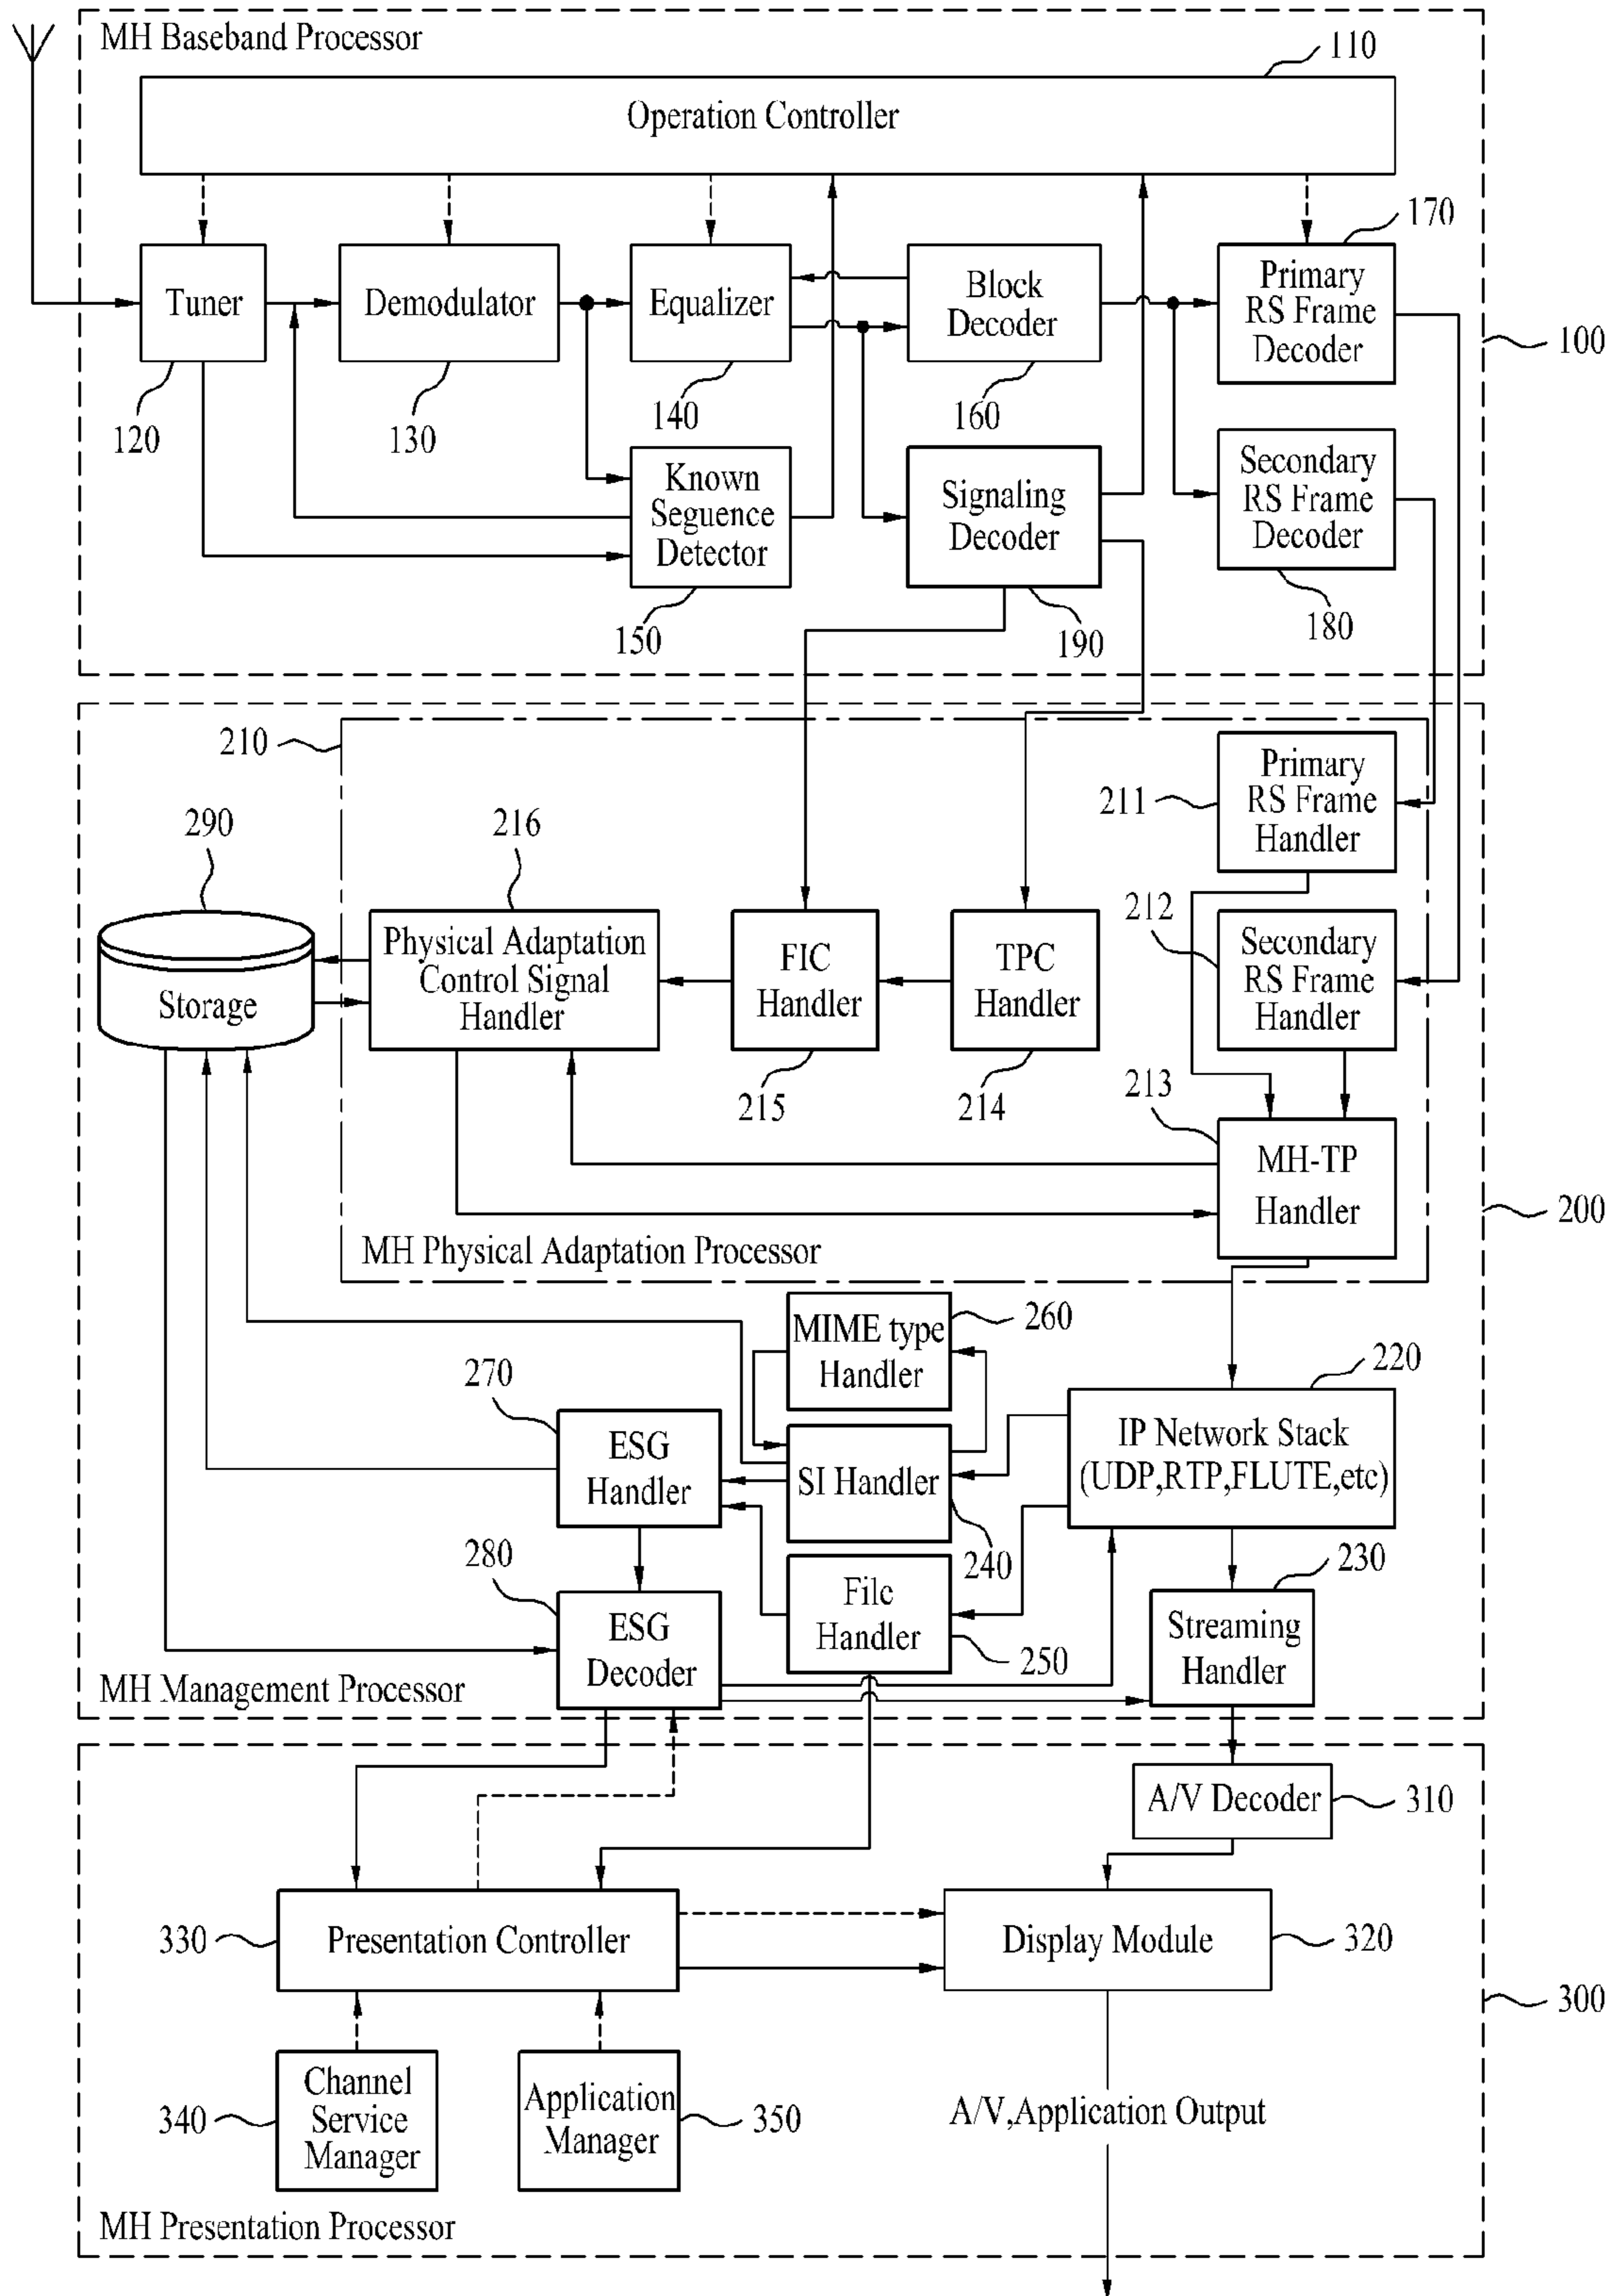 MH Baseband Processor
110
Operation Controller
170
Tuner
Demodulator
Equalizer
Block
Decoder
Primary
RS Frame
Decoder
100
120
130
140
160
Known
Seguence
Detector
Signaling
Decoder
Secondary
RS Frame
Decoder
150
190
180
210
Primary
RS Frame
Handler
211
290
216
212
Storage
Physical Adaptation
Control Signal
Handler
FIC
Handler
TPC
Handler
Secondary
RS Frame
Handler
215
214
213
MH-TP
Handler
200
MH Physical Adaptation Processor
MIME type
Handler
260
220
270
ESG
Handler
SI Handler
IP Network Stack
(UDP,RTP,FLUTE,etc)
240
280
230
ESG
Decoder
File
Handler
250
Streaming
Handler
MH Management Processor
A/V Decoder
310
330
Presentation Controller
Display Module
320
300
340
Channel
Service
Manager
Application
Manager
350
A/V,Application Output
MH Presentation Processor